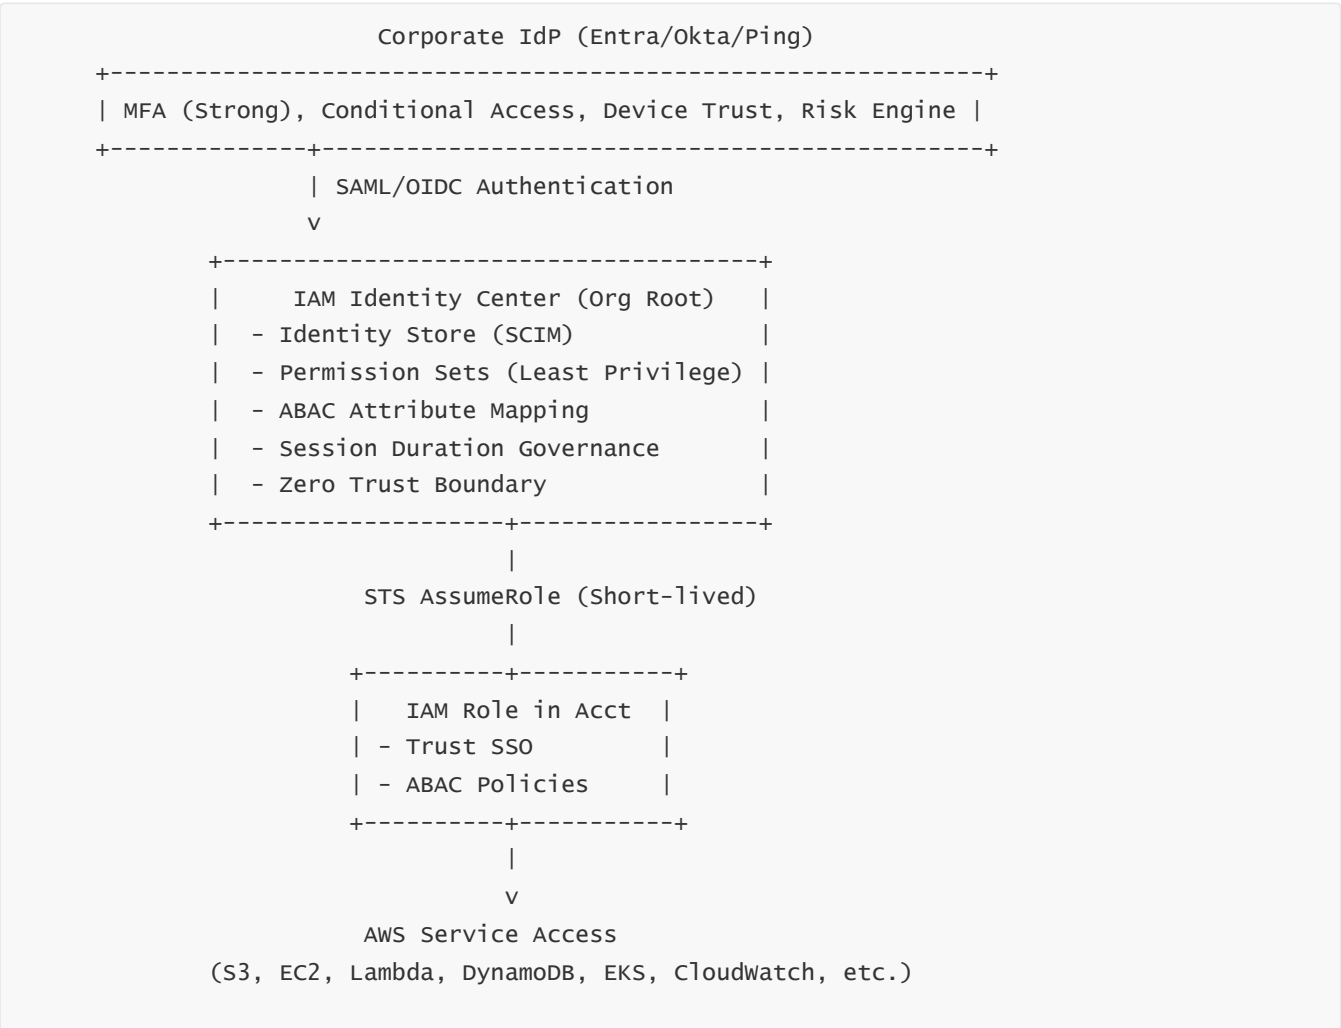 Corporate IdP (Entra/Okta/Ping)
+--------------------------------------------------------------+
| MFA (Strong), Conditional Access, Device Trust, Risk Engine |
+--------------+-----------------------------------------------+
| SAML/OIDC Authentication
v
+--------------------------------------+
|     IAM Identity Center (Org Root)   |
|  - Identity Store (SCIM)             |
|  - Permission Sets (Least Privilege) |
|  - ABAC Attribute Mapping            |
|  - Session Duration Governance       |
|  - Zero Trust Boundary               |
+--------------------+-----------------+
|
STS AssumeRole (Short-lived)
|
+----------+-----------+
|   IAM Role in Acct  |
| - Trust SSO         |
| - ABAC Policies     |
+----------+-----------+
|
v
AWS Service Access
(S3, EC2, Lambda, DynamoDB, EKS, CloudWatch, etc.)